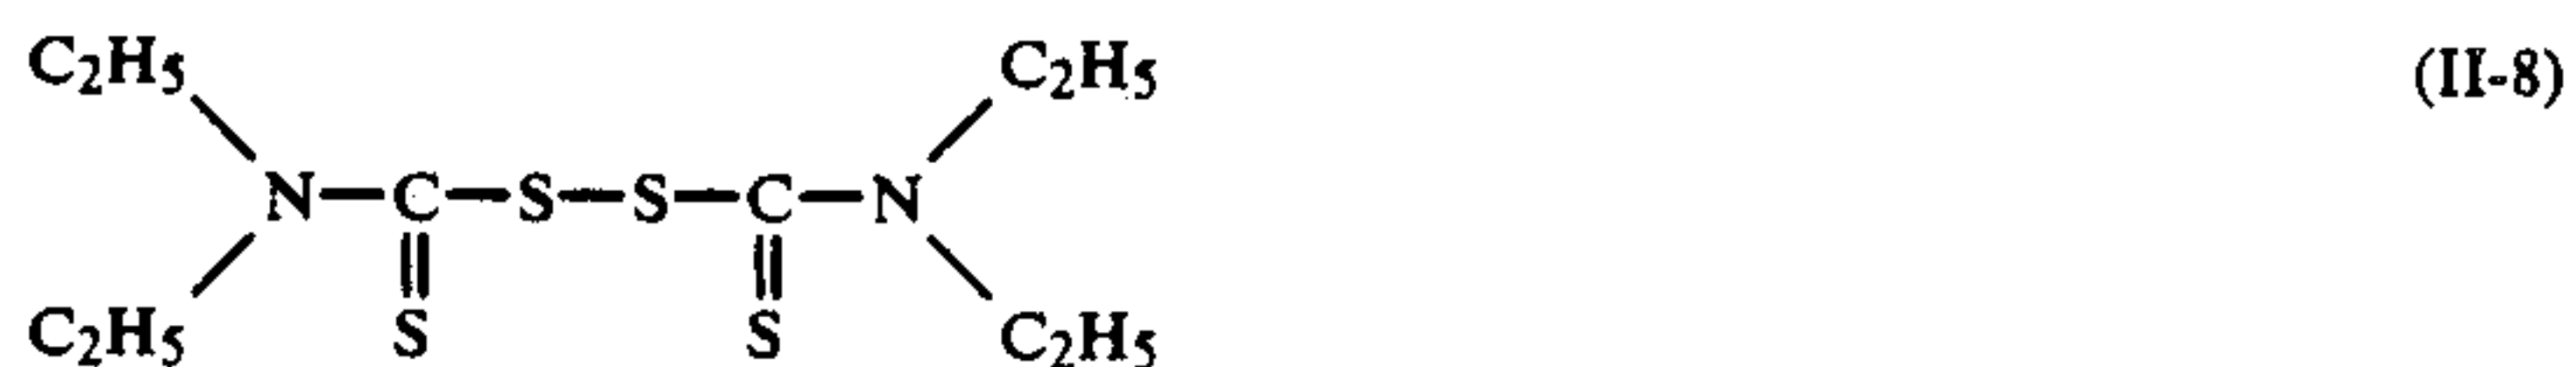 C2H5 C2H5 (II-8)
N—C—S—S—C—N
C2H5 S S C2H5